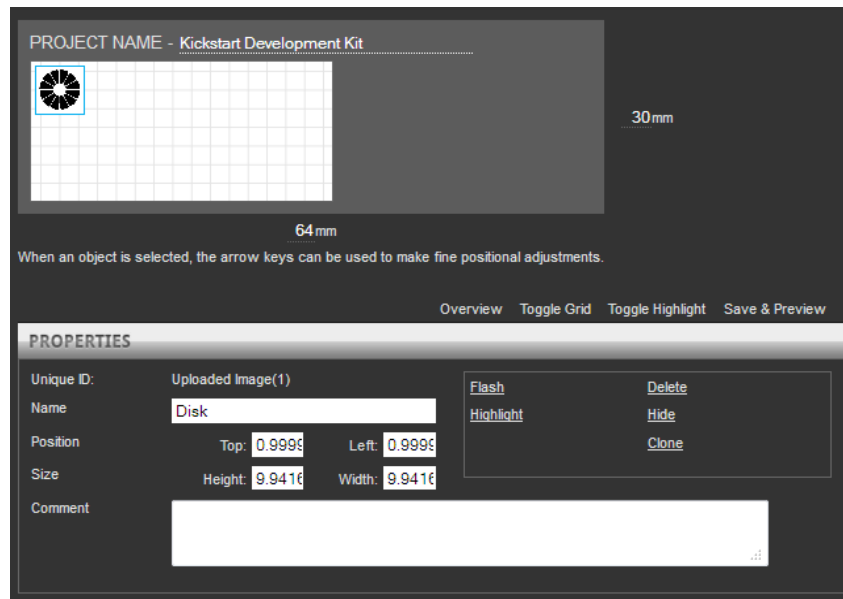 PROJECT NAME - Kickstart Development Kit
30mm
64mm
When an object is selected, the arrow keys can be used to make fine positional adjustments.
Overview Toggle Grid Toggle Highlight Save & Preview
PROPERTIES
Unique ID: Uploaded Image(1)
Flash Delete
Name Disk
Highlight Hide
Position Top: 0.9999 Left: 0.9999
Clone
Size Height: 9.9416 Width: 9.9416
Comment